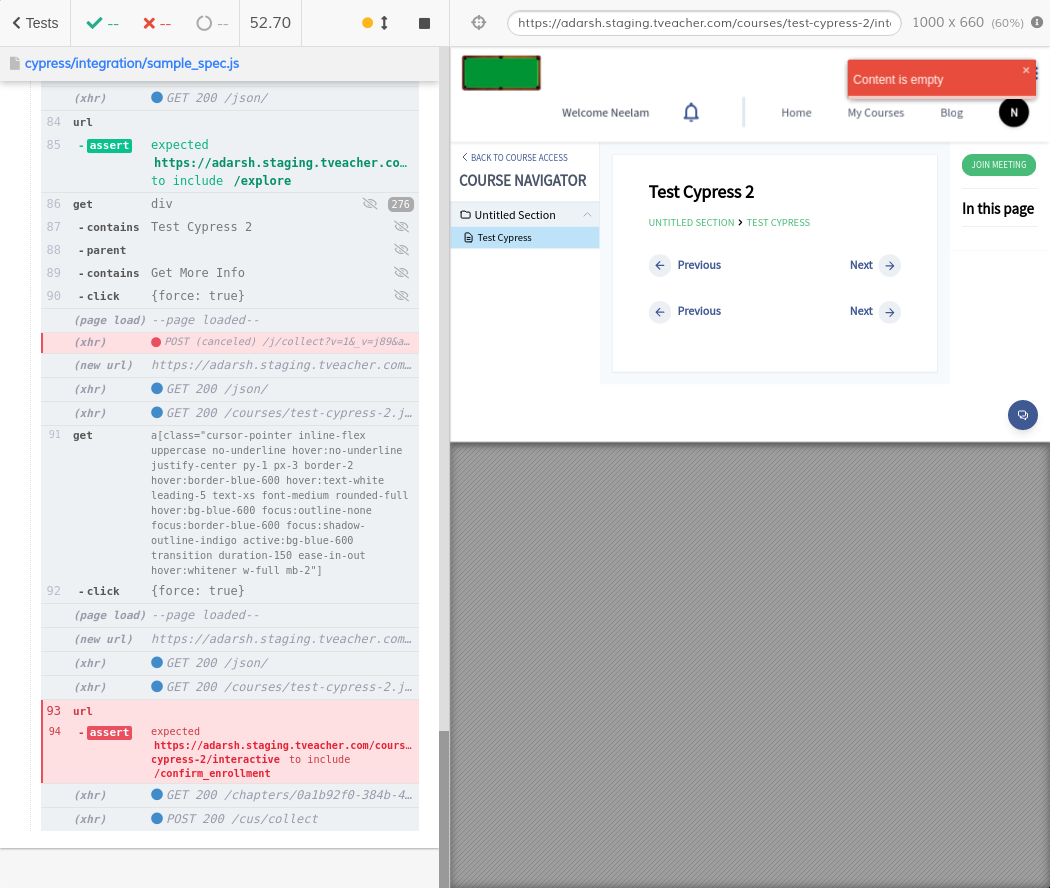 Tests
--
--
--
52.70
https://adarsh.staging.tveacher.com/courses/test-cypress-2/inte
1000 x 660 (60%)
cypress/integration/sample_spec.js
(xhr) GET 200 /json/
84 url
85 -assert expected
https://adarsh.staging.tveacher.co…
to include /explore
86 get div 276
87 -contains Test Cypress 2
88 -parent
89 -contains Get More Info
90 -click {force: true}
(page load) --page loaded--
(xhr) POST (canceled) /j/collect?v=1&_v=j89&a…
(new url) https://adarsh.staging.tveacher.com…
(xhr) GET 200 /json/
(xhr) GET 200 /courses/test-cypress-2.j…
91 get a[class="cursor-pointer inline-flex
uppercase no-underline hover:no-underline
justify-center py-1 px-3 border-2
hover:border-blue-600 hover:text-white
leading-5 text-xs font-medium rounded-full
hover:bg-blue-600 focus:outline-none
focus:border-blue-600 focus:shadow-
outline-indigo active:bg-blue-600
transition duration-150 ease-in-out
hover:whitener w-full mb-2"]
92 -click {force: true}
(page load) --page loaded--
(new url) https://adarsh.staging.tveacher.com…
(xhr) GET 200 /json/
(xhr) GET 200 /courses/test-cypress-2.j…
93 url
94 -assert expected
https://adarsh.staging.tveacher.com/cours…
cypress-2/interactive to include
/confirm_enrollment
(xhr) GET 200 /chapters/0a1b92f0-384b-4…
(xhr) POST 200 /cus/collect
Content is empty ×
Welcome Neelam
Home
My Courses
Blog
N
BACK TO COURSE ACCESS
COURSE NAVIGATOR
Untitled Section
Test Cypress
Test Cypress 2
UNTITLED SECTION > TEST CYPRESS
Previous Next
Previous Next
JOIN MEETING
In this page